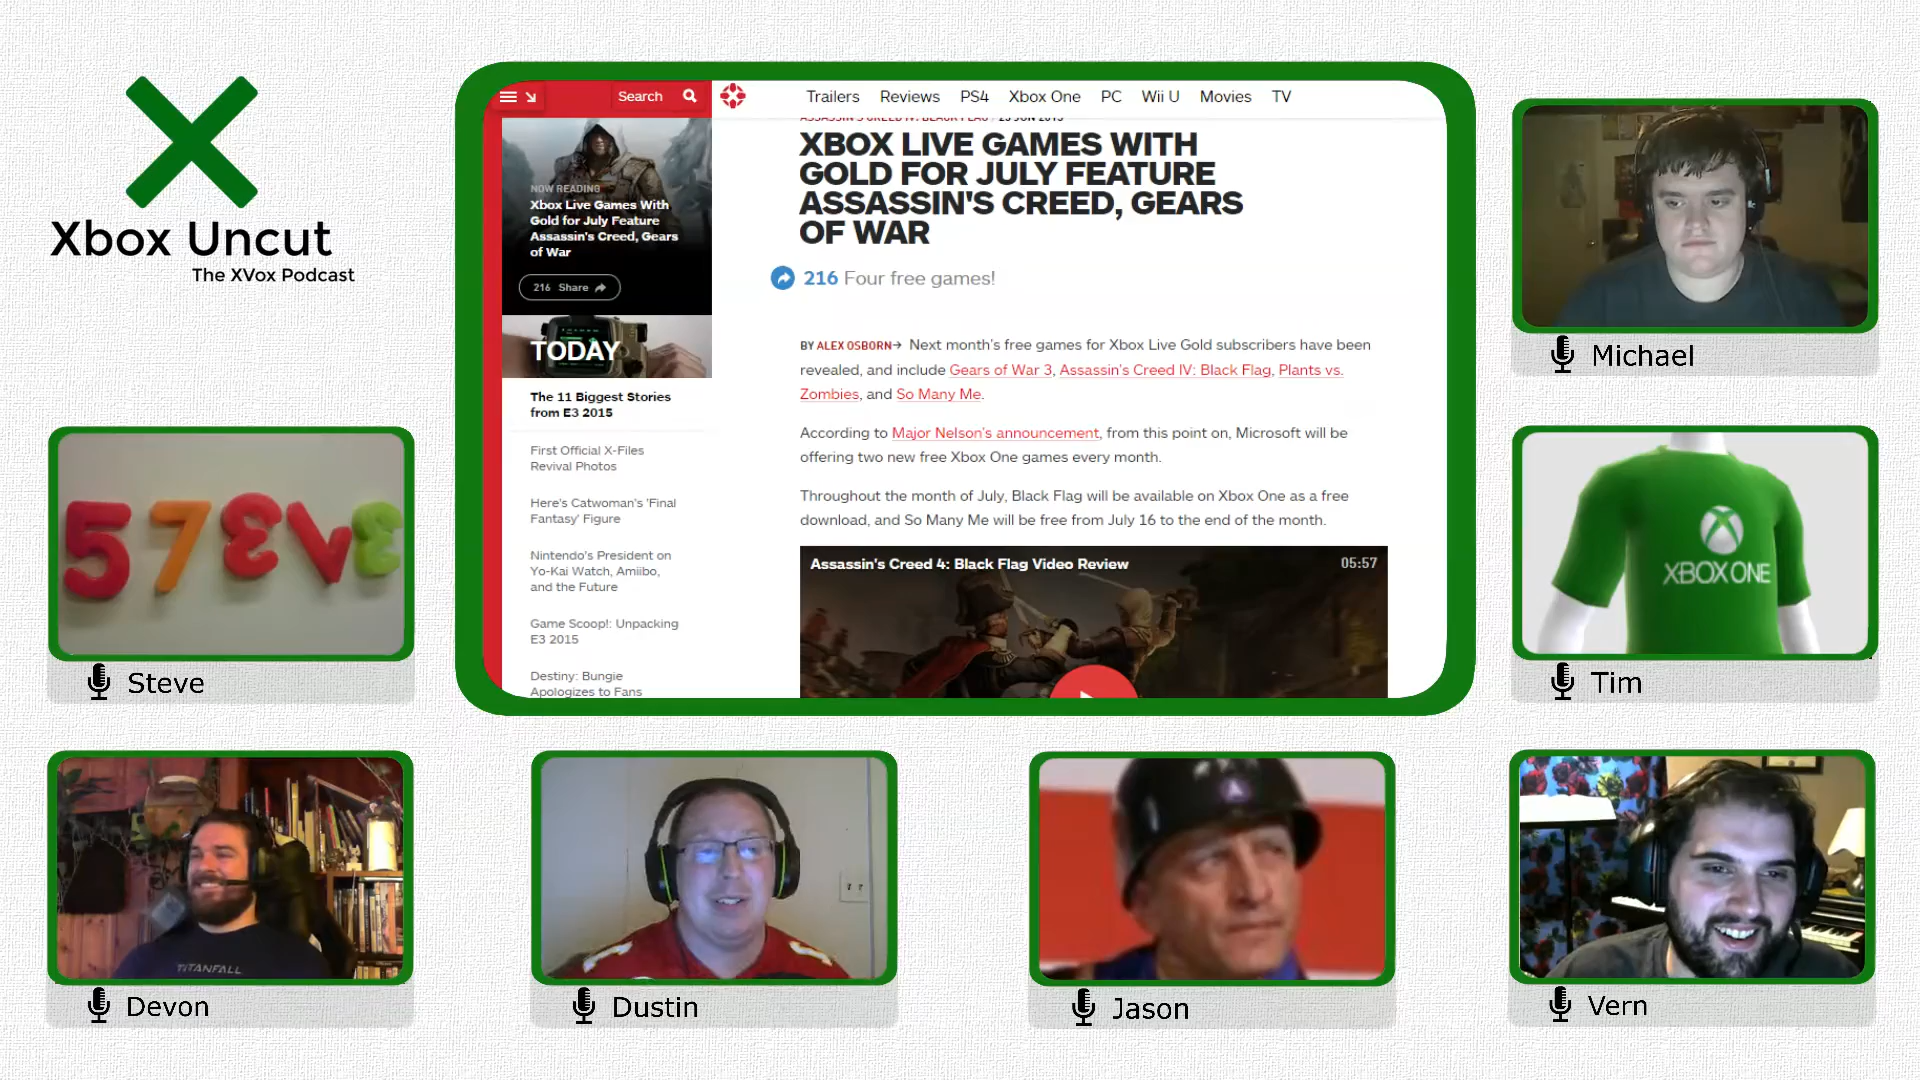 Xbox Uncut
The XVox Podcast
Search
Trailers Reviews PS4 Xbox One PC Wii U Movies TV
NOW READING
Xbox Live Games With
Gold for July Feature
Assassin's Creed, Gears
of War
216 Share
TODAY
The 11 Biggest Stories
from E3 2015
First Official X-Files
Revival Photos
Here's Catwoman's 'Final
Fantasy' Figure
Nintendo's President on
Yo-Kai Watch, Amiibo,
and the Future
Game Scoop!: Unpacking
E3 2015
Destiny: Bungie
Apologizes to Fans
ASSASSIN'S CREED IV: BLACK FLAG / 23 JUN 2015
XBOX LIVE GAMES WITH
GOLD FOR JULY FEATURE
ASSASSIN'S CREED, GEARS
OF WAR
216 Four free games!
BY ALEX OSBORN Next month's free games for Xbox Live Gold subscribers have been
revealed, and include Gears of War 3, Assassin's Creed IV: Black Flag, Plants vs.
Zombies, and So Many Me.
According to Major Nelson's announcement, from this point on, Microsoft will be
offering two new free Xbox One games every month.
Throughout the month of July, Black Flag will be available on Xbox One as a free
download, and So Many Me will be free from July 16 to the end of the month.
Assassin's Creed 4: Black Flag Video Review 05:57
Michael
57EVE
Steve
XBOX ONE
Tim
TITANFALL
Devon
Dustin
Jason
Vern